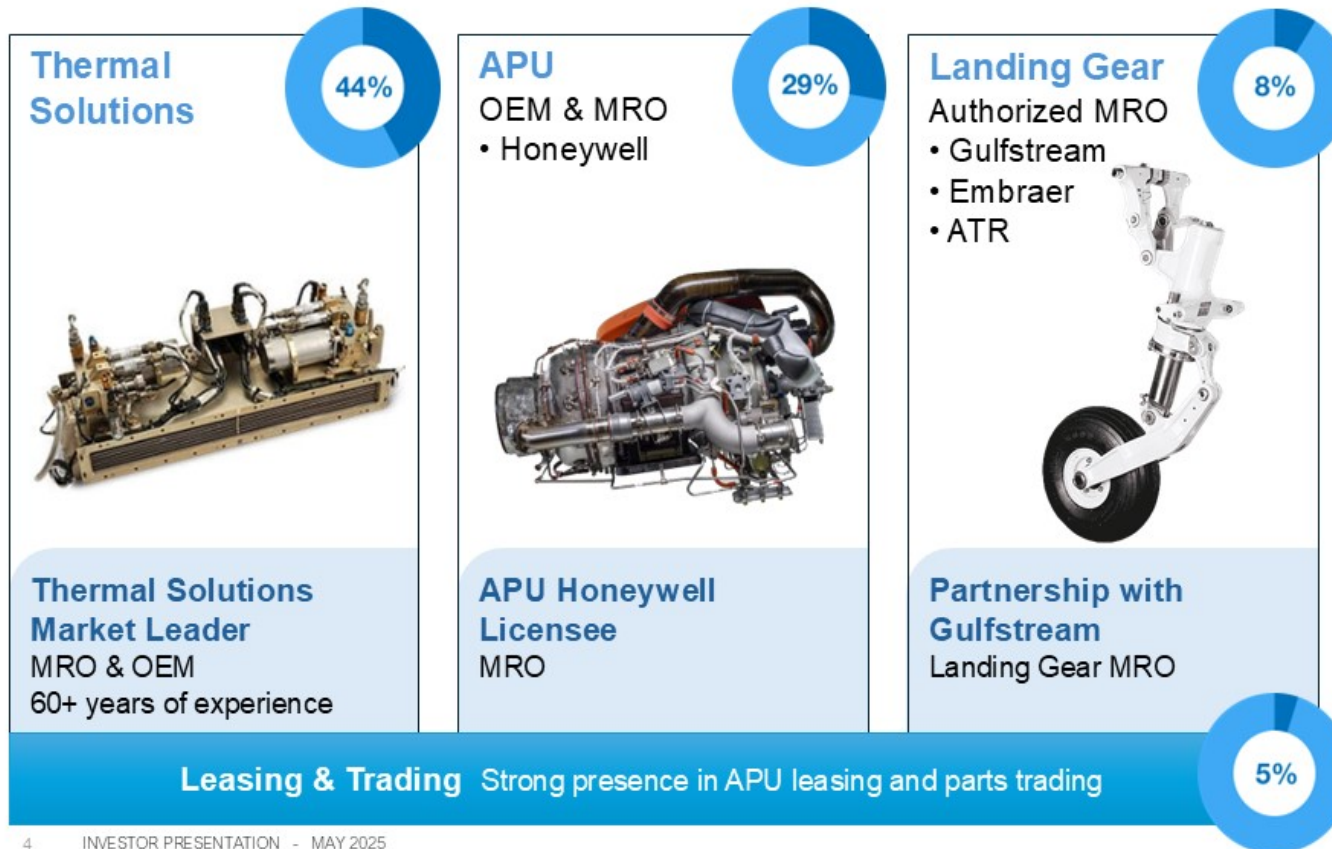 Thermal
Solutions
44%
APU
OEM & MRO
• Honeywell
29%
Landing Gear
Authorized MRO
• Gulfstream
• Embraer
• ATR
8%
Thermal Solutions
Market Leader
MRO & OEM
60+ years of experience
APU Honeywell
Licensee
MRO
Partnership with
Gulfstream
Landing Gear MRO
Leasing & Trading Strong presence in APU leasing and parts trading
5%
4 INVESTOR PRESENTATION - MAY 2025